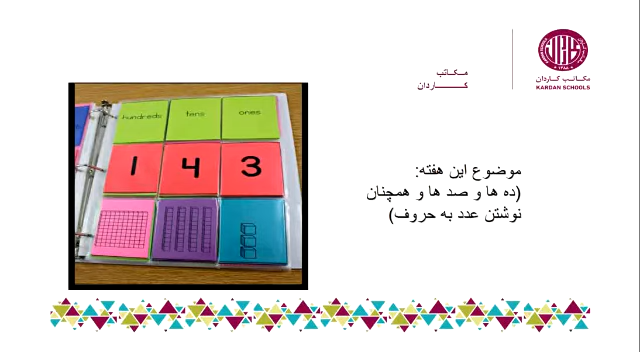 مکاتب
کاردان
مکاتب کاردان
KARDAN SCHOOLS
موضوع این هفته:
(ده ها و صد ها و همچنان
نوشتن عدد به حروف)
hundreds tens ones
1 4 3